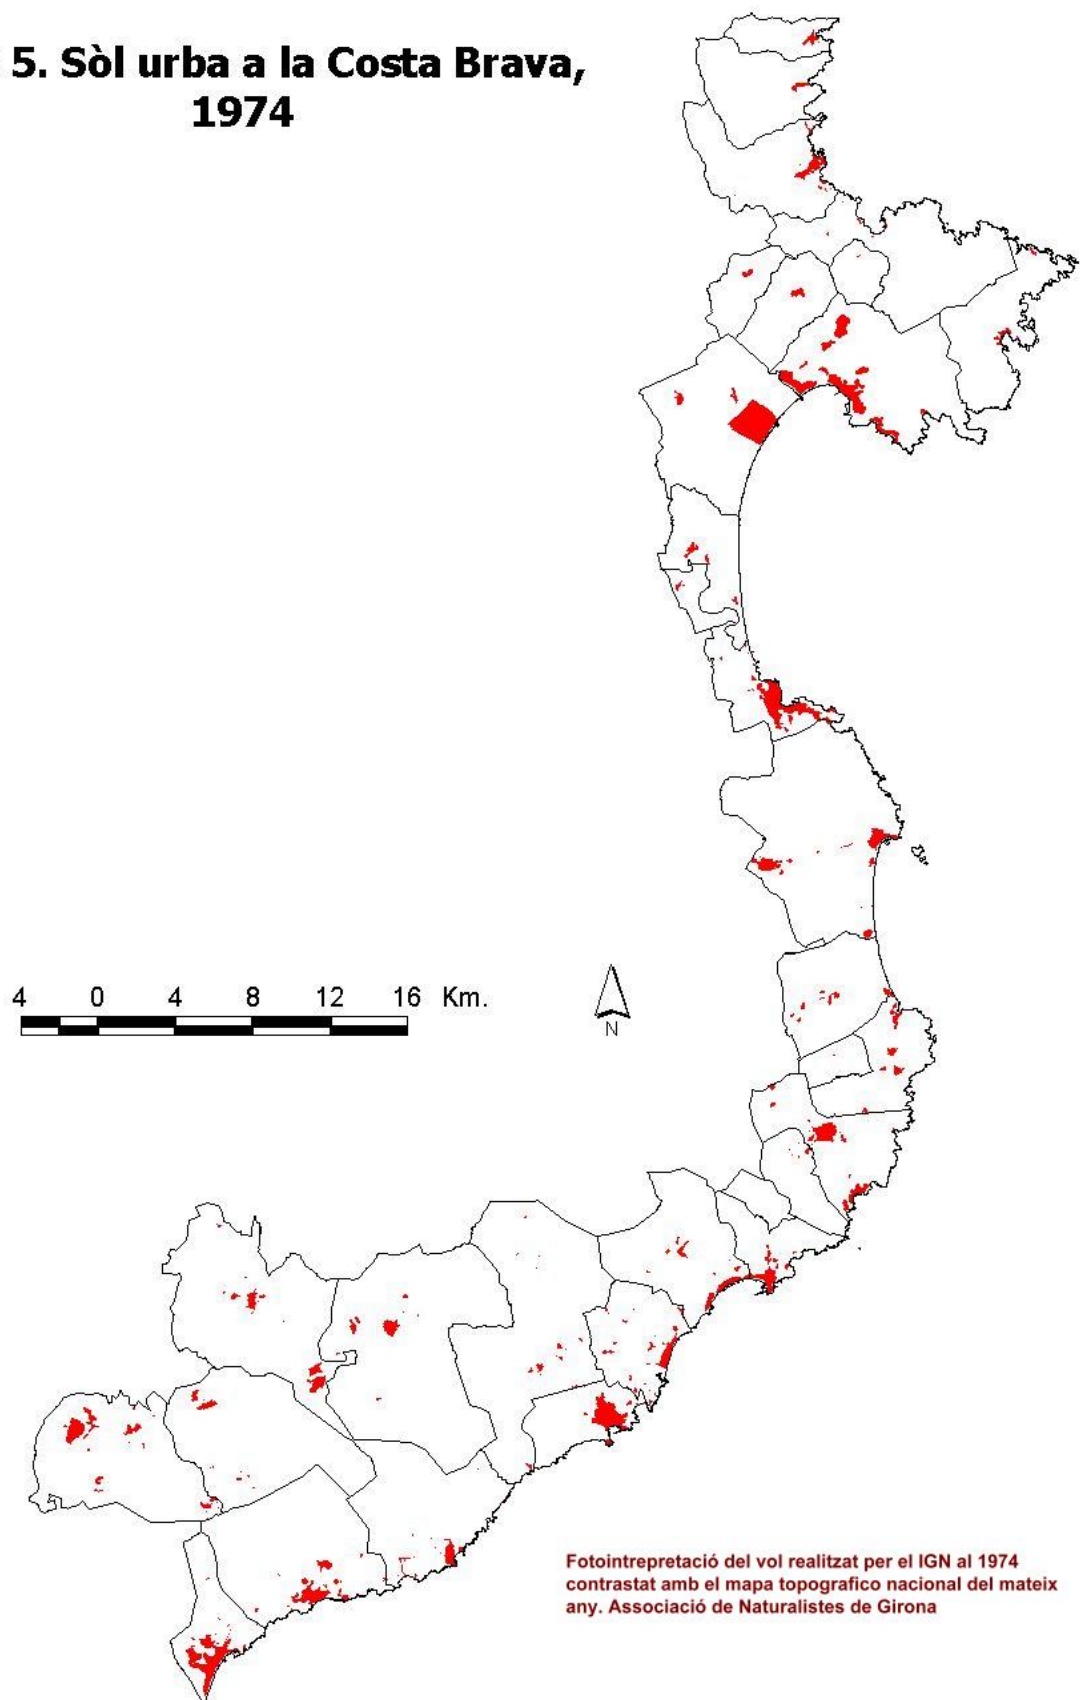 5. Sòl urba a la Costa Brava,
1974
4 0 4 8 12 16 Km.
N
Fotointrepretació del vol realitzat per el IGN al 1974
contrastat amb el mapa topografico nacional del mateix
any. Associació de Naturalistes de Girona